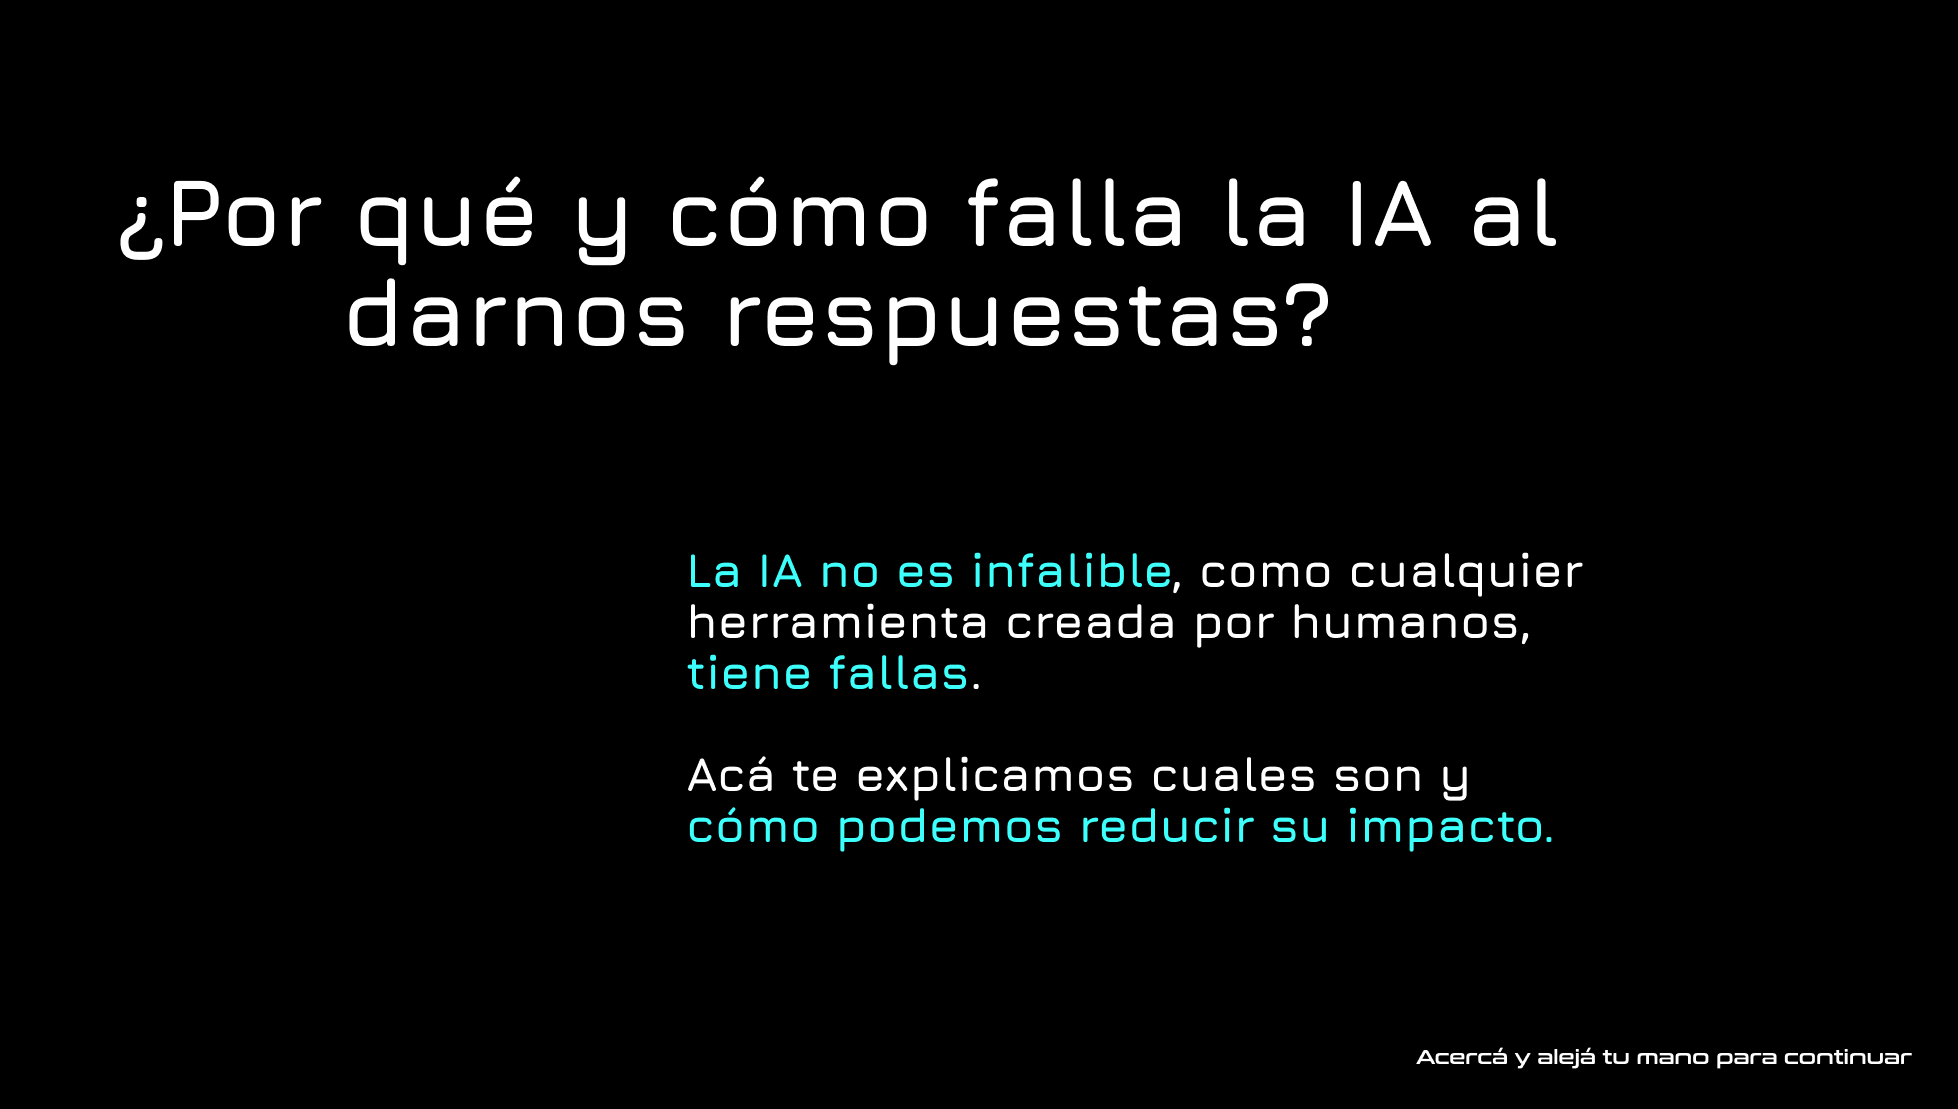 ¿Por qué y cómo falla la IA al
darnos respuestas?
La IA no es infalible, como cualquier
herramienta creada por humanos,
tiene fallas.
Acá te explicamos cuales son y
cómo podemos reducir su impacto.
Acercá y alejá tu mano para continuar